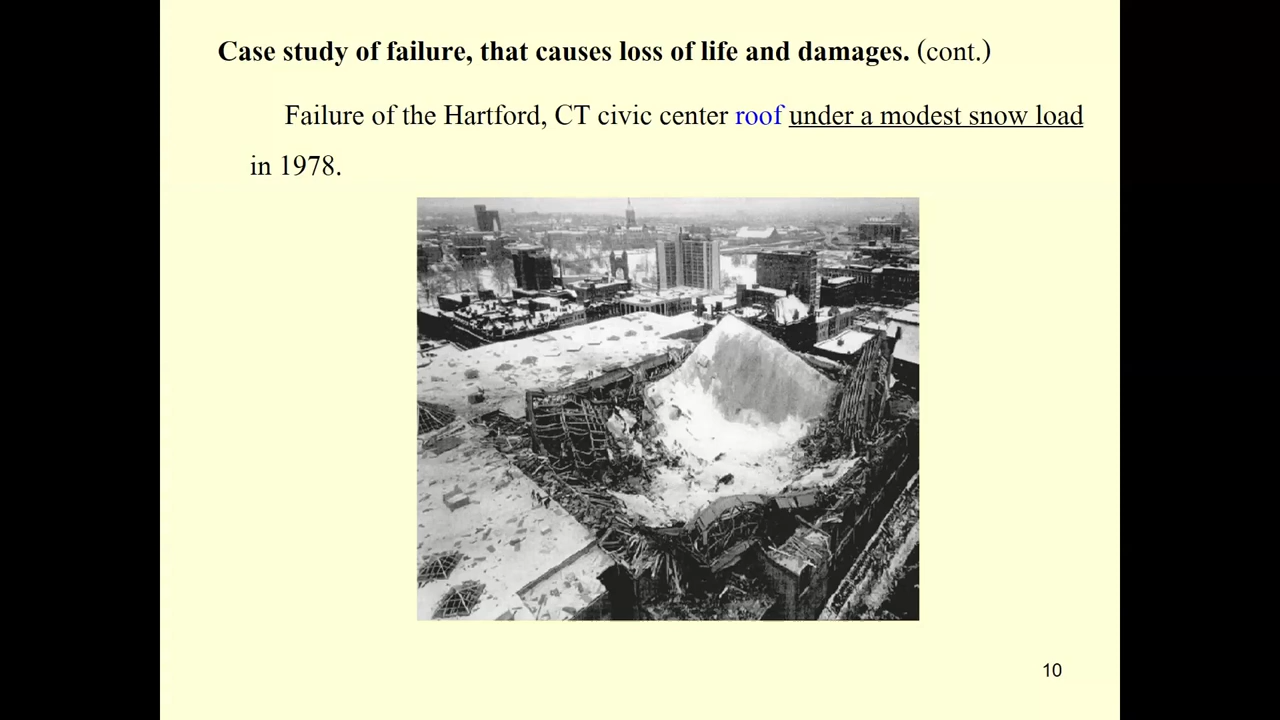 Case study of failure, that causes loss of life and damages. (cont.)
Failure of the Hartford, CT civic center roof under a modest snow load
in 1978.
10